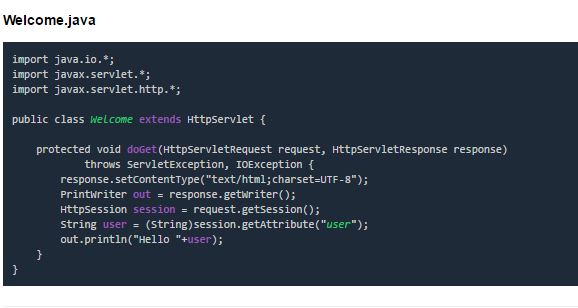 Welcome.java
import java.io.*;
import javax.servlet.*;
import javax.servlet.http.*;
public class Welcome extends HttpServlet {
protected void doGet(HttpServletRequest request, HttpServletResponse response)
throws ServletException, IOException {
response.setContentType("text/html;charset=UTF-8");
PrintWriter out = response.getWriter();
HttpSession session = request.getSession();
String user = (String)session.getAttribute("user");
out.println("Hello "+user);
}
}